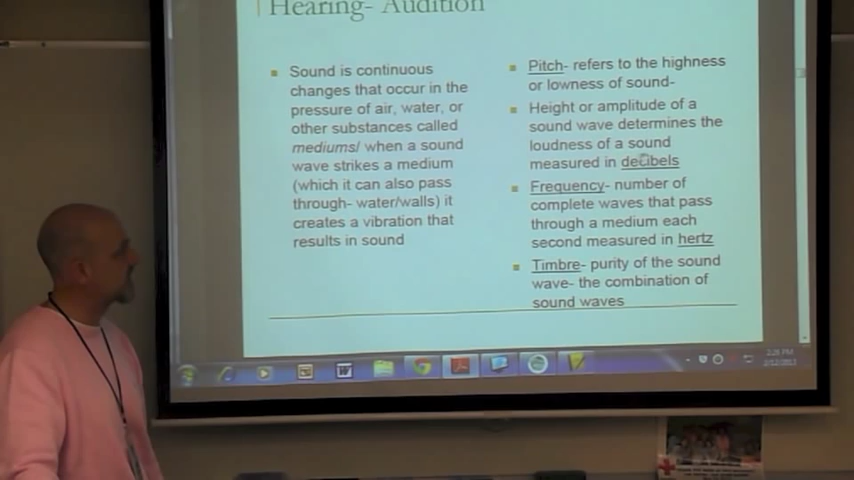 Hearing- Audition
Sound is continuous
changes that occur in the
pressure of air, water, or
other substances called
mediums/ when a sound
wave strikes a medium
(which it can also pass
through- water/walls) it
creates a vibration that
results in sound
Pitch- refers to the highness
or lowness of sound-
Height or amplitude of a
sound wave determines the
loudness of a sound
measured in decibels
Frequency- number of
complete waves that pass
through a medium each
second measured in hertz
Timbre- purity of the sound
wave- the combination of
sound waves